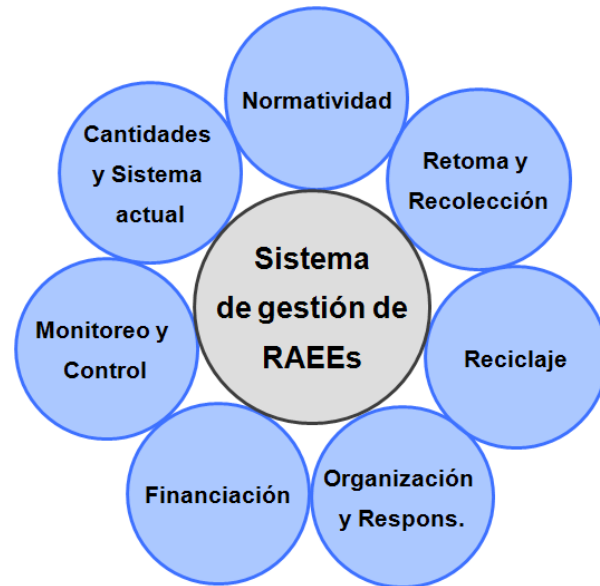 Normatividad
Cantidades
y Sistema
actual
Retoma y
Recolección
Sistema
de gestión de
RAEEs
Monitoreo y
Control
Reciclaje
Financiación
Organización
y Respons.